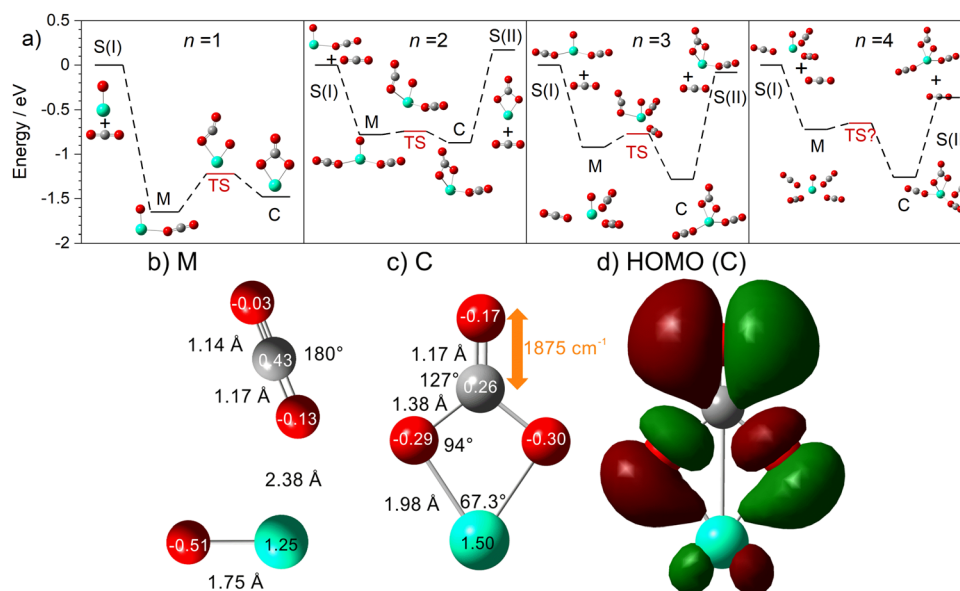 a)
Energy / eV
0.5
0
-0.5
-1
-1.5
-2
S(I)
+
n =1
M
TS
C
n =2
S(I)
+
M
TS
C
S(II)
+
n =3
S(I)
+
M
TS
C
+
S(II)
n =4
S(I)
+
M
TS?
C
+
b) M
c) C
d) HOMO (C)
-0.03
1.14 Å
0.43
180°
1.17 Å
-0.13
2.38 Å
-0.51
1.25
1.75 Å
-0.17
1.17 Å
1875 cm⁻¹
127°
0.26
1.38 Å
-0.29
94°
-0.30
1.98 Å
67.3°
1.50